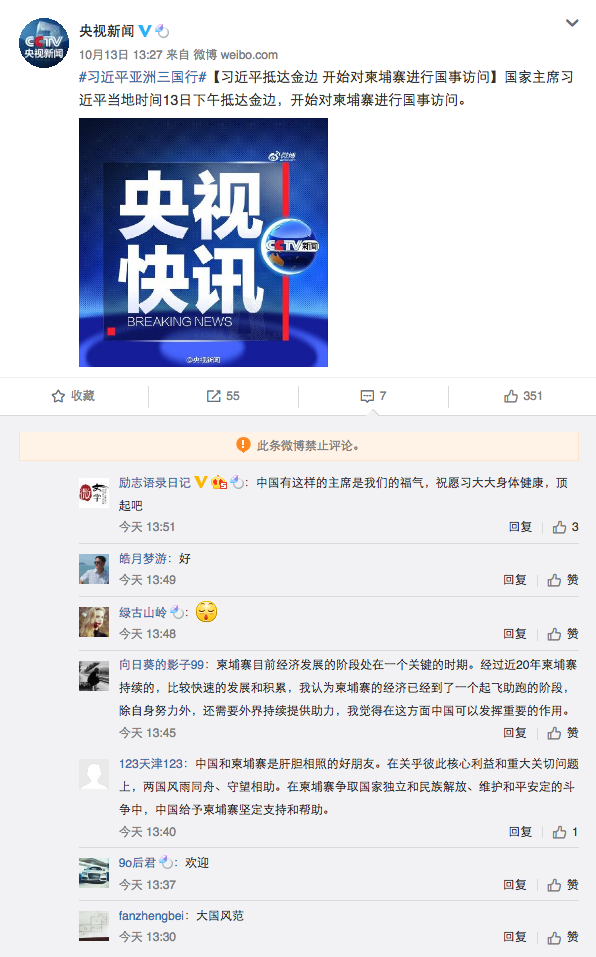 CCTV
央视新闻
央视新闻
10月13日 13:27 来自 微博 weibo.com
#习近平亚洲三国行#【习近平抵达金边 开始对柬埔寨进行国事访问】国家主席习
近平当地时间13日下午抵达金边，开始对柬埔寨进行国事访问。
微博
央视
CCTV新闻
快讯
BREAKING NEWS
@央视新闻
收藏
55
7
351
此条微博禁止评论。
励志语录日记：中国有这样的主席是我们的福气，祝愿习大大身体健康，顶
起吧
今天 13:51
回复
3
皓月梦游：好
今天 13:49
回复
赞
绿古山岭：
今天 13:48
回复
赞
向日葵的影子99：柬埔寨目前经济发展的阶段处在一个关键的时期。经过近20年柬埔寨
持续的，比较快速的发展和积累，我认为柬埔寨的经济已经到了一个起飞助跑的阶段，
除自身努力外，还需要外界持续提供助力，我觉得在这方面中国可以发挥重要的作用。
今天 13:45
回复
赞
123天津123：中国和柬埔寨是肝胆相照的好朋友。在关乎彼此核心利益和重大关切问题
上，两国风雨同舟、守望相助。在柬埔寨争取国家独立和民族解放、维护和平安定的斗
争中，中国给予柬埔寨坚定支持和帮助。
今天 13:40
回复
1
9o后君：欢迎
今天 13:37
回复
赞
fanzhengbei：大国风范
今天 13:30
回复
赞